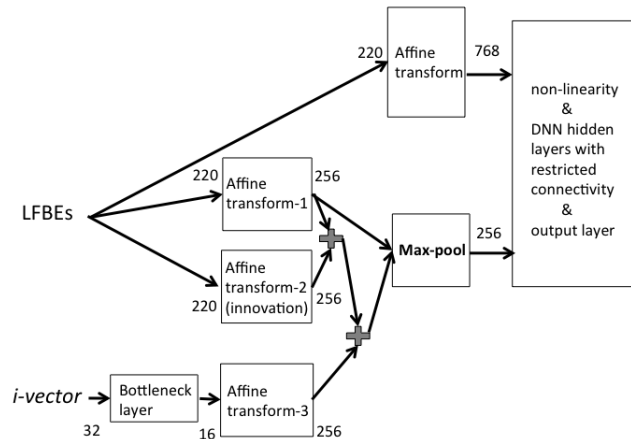 220
Affine
transform
768
non-linearity
&
DNN hidden
layers with
restricted
connectivity
&
output layer
LFBEs
220
Affine
transform-1
256
Affine
transform-2
(innovation)
220
256
Max-pool
256
i-vector
32
Bottleneck
layer
16
Affine
transform-3
256